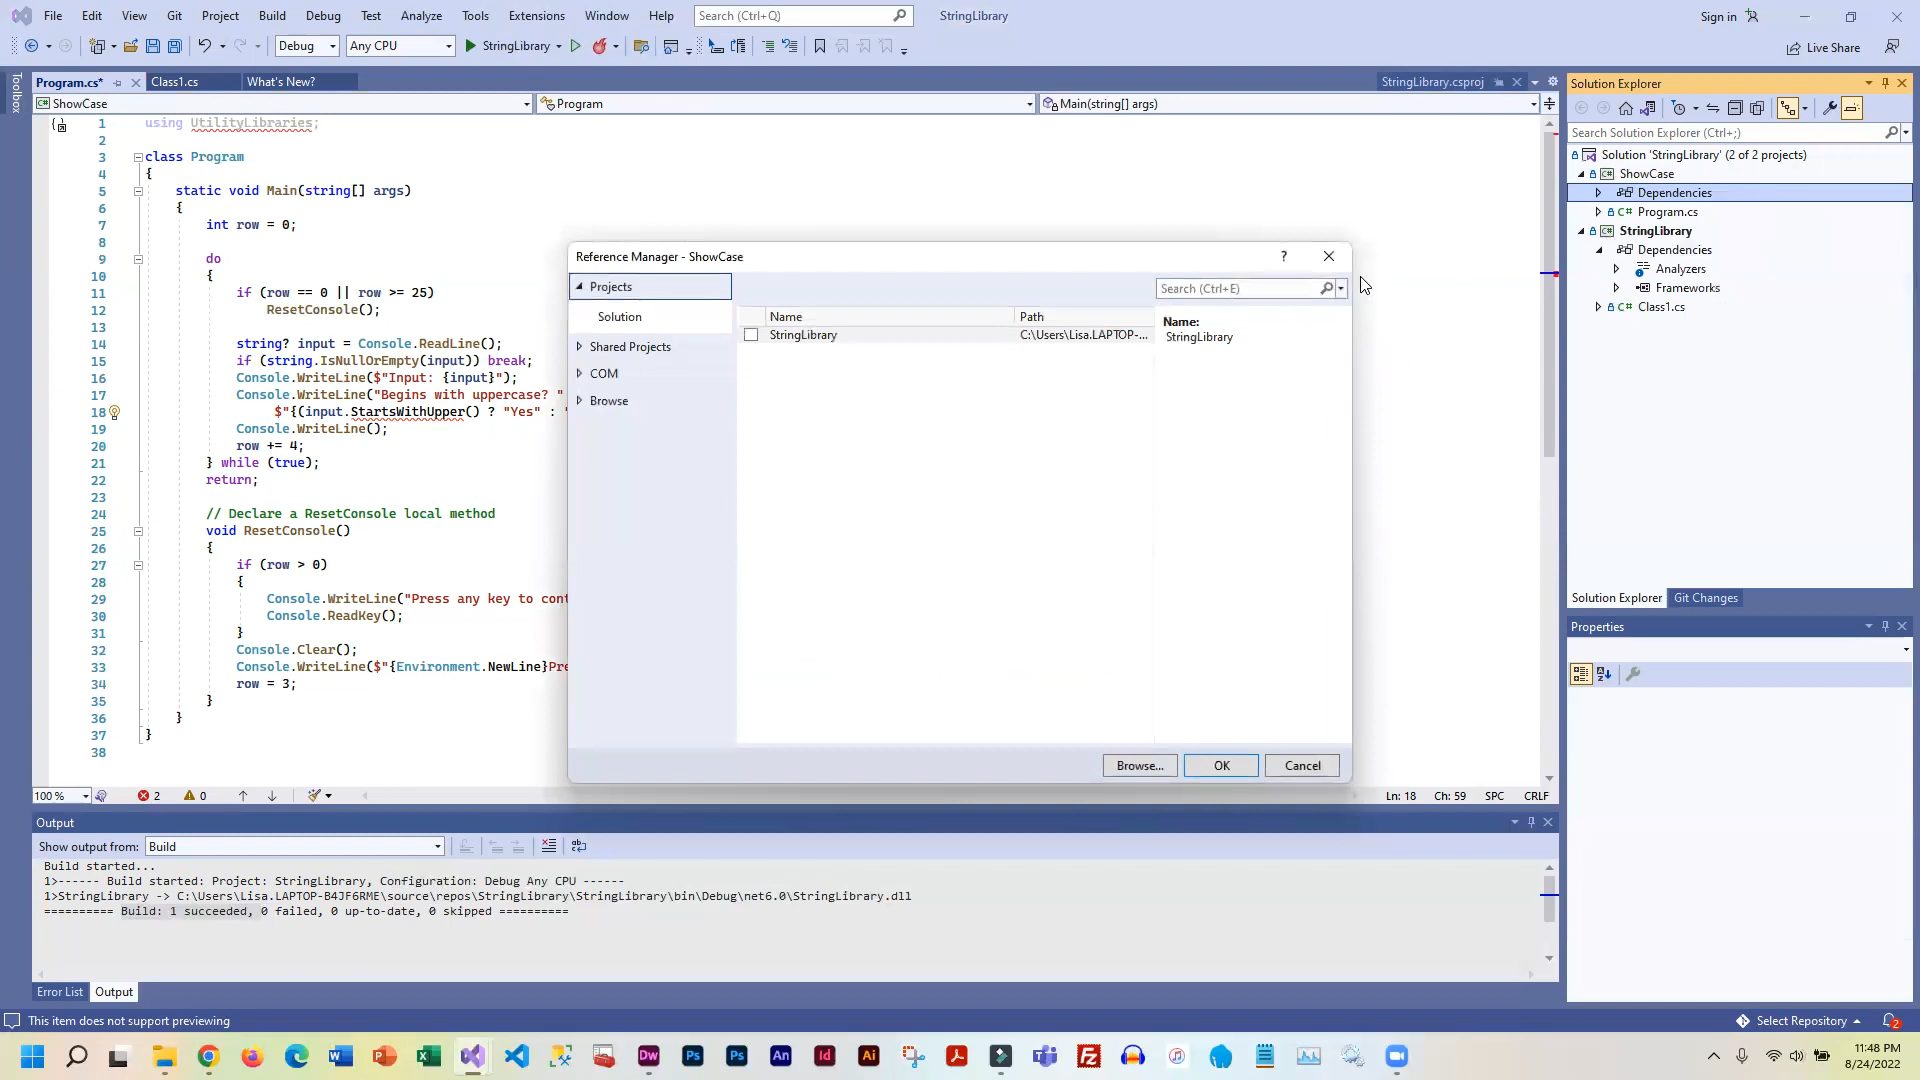 File Edit View Git Project Build Debug Test Analyze Tools Extensions Window Help Search (Ctrl+Q) StringLibrary Sign in
Debug Any CPU StringLibrary Live Share
Toolbox
Program.cs* Class1.cs What's New? StringLibrary.csproj
ShowCase Program Main(string[] args)
1 using UtilityLibraries;
2
3 class Program
4 {
5 static void Main(string[] args)
6 {
7 int row = 0;
8
9 do
10 {
11 if (row == 0 || row >= 25)
12 ResetConsole();
13
14 string? input = Console.ReadLine();
15 if (string.IsNullOrEmpty(input)) break;
16 Console.WriteLine($"Input: {input}");
17 Console.WriteLine("Begins with uppercase? "
18 $"{(input.StartsWithUpper() ? "Yes" : "
19 Console.WriteLine();
20 row += 4;
21 } while (true);
22 return;
23
24 // Declare a ResetConsole local method
25 void ResetConsole()
26 {
27 if (row > 0)
28 {
29 Console.WriteLine("Press any key to cont
30 Console.ReadKey();
31 }
32 Console.Clear();
33 Console.WriteLine($"{Environment.NewLine}Pre
34 row = 3;
35 }
36 }
37 }
38
100 % 2 0 Ln: 18 Ch: 59 SPC CRLF
Reference Manager - ShowCase ?
Projects
Search (Ctrl+E)
Solution
Shared Projects
COM
Browse
Name Path
StringLibrary C:\Users\Lisa.LAPTOP-...
Name:
StringLibrary
Browse... OK Cancel
Output
Show output from: Build
Build started...
1>------ Build started: Project: StringLibrary, Configuration: Debug Any CPU ------
1>StringLibrary -> C:\Users\Lisa.LAPTOP-B4JF6RME\source\repos\StringLibrary\StringLibrary\bin\Debug\net6.0\StringLibrary.dll
========== Build: 1 succeeded, 0 failed, 0 up-to-date, 0 skipped ==========
Error List Output
This item does not support previewing
Solution Explorer
Search Solution Explorer (Ctrl+;)
Solution 'StringLibrary' (2 of 2 projects)
ShowCase
Dependencies
C# Program.cs
StringLibrary
Dependencies
Analyzers
Frameworks
C# Class1.cs
Solution Explorer Git Changes
Properties
Select Repository 2
Dw Ps Ps An Id Ai
11:48 PM
8/24/2022